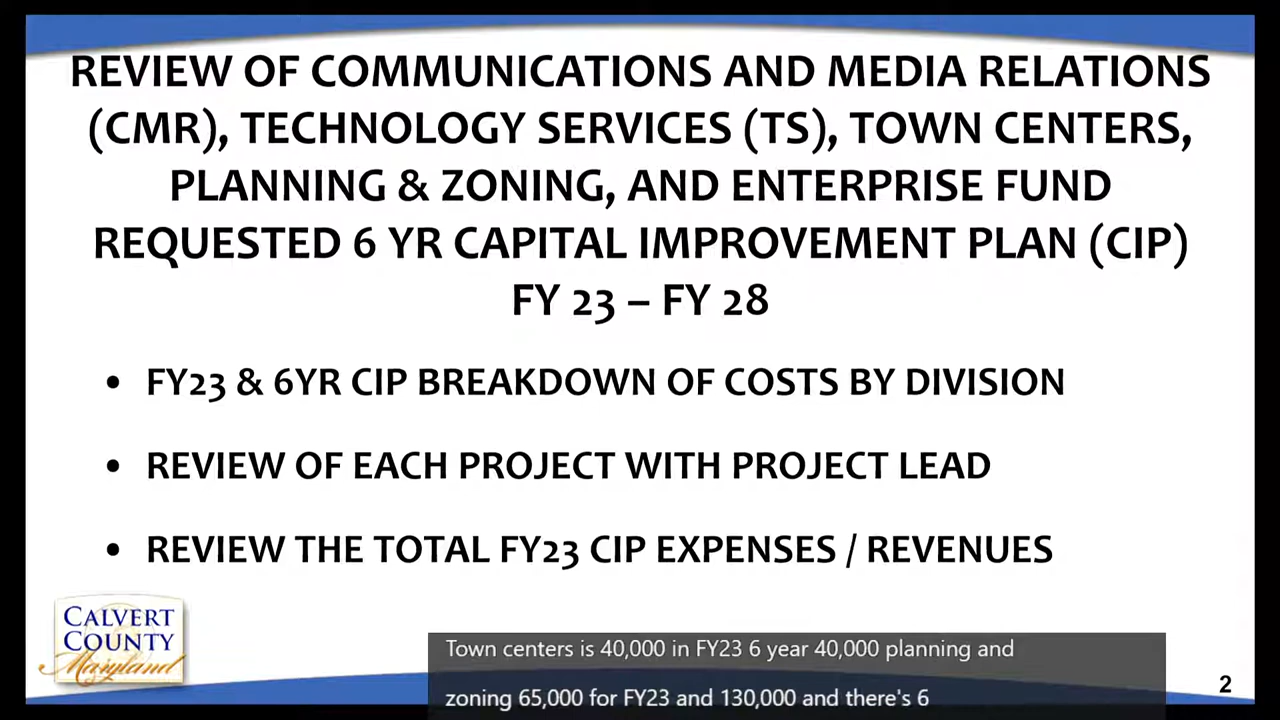 REVIEW OF COMMUNICATIONS AND MEDIA RELATIONS
(CMR), TECHNOLOGY SERVICES (TS), TOWN CENTERS,
PLANNING & ZONING, AND ENTERPRISE FUND
REQUESTED 6 YR CAPITAL IMPROVEMENT PLAN (CIP)
FY 23 – FY 28
• FY23 & 6YR CIP BREAKDOWN OF COSTS BY DIVISION
• REVIEW OF EACH PROJECT WITH PROJECT LEAD
• REVIEW THE TOTAL FY23 CIP EXPENSES / REVENUES
CALVERT
COUNTY
Maryland
Town centers is 40,000 in FY23 6 year 40,000 planning and
zoning 65,000 for FY23 and 130,000 and there's 6
2